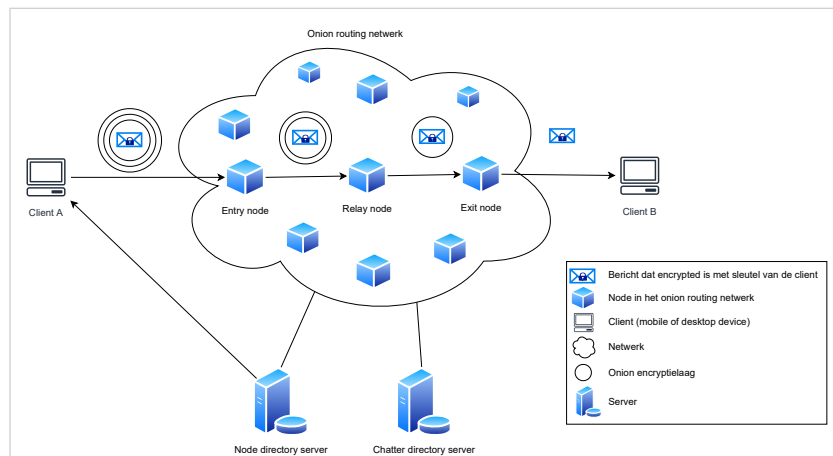 Onion routing netwerk
Client A
Entry node
Relay node
Exit node
Client B
Bericht dat encrypted is met sleutel van de client
Node in het onion routing netwerk
Client (mobile of desktop device)
Netwerk
Onion encryptielaag
Server
Node directory server
Chatter directory server